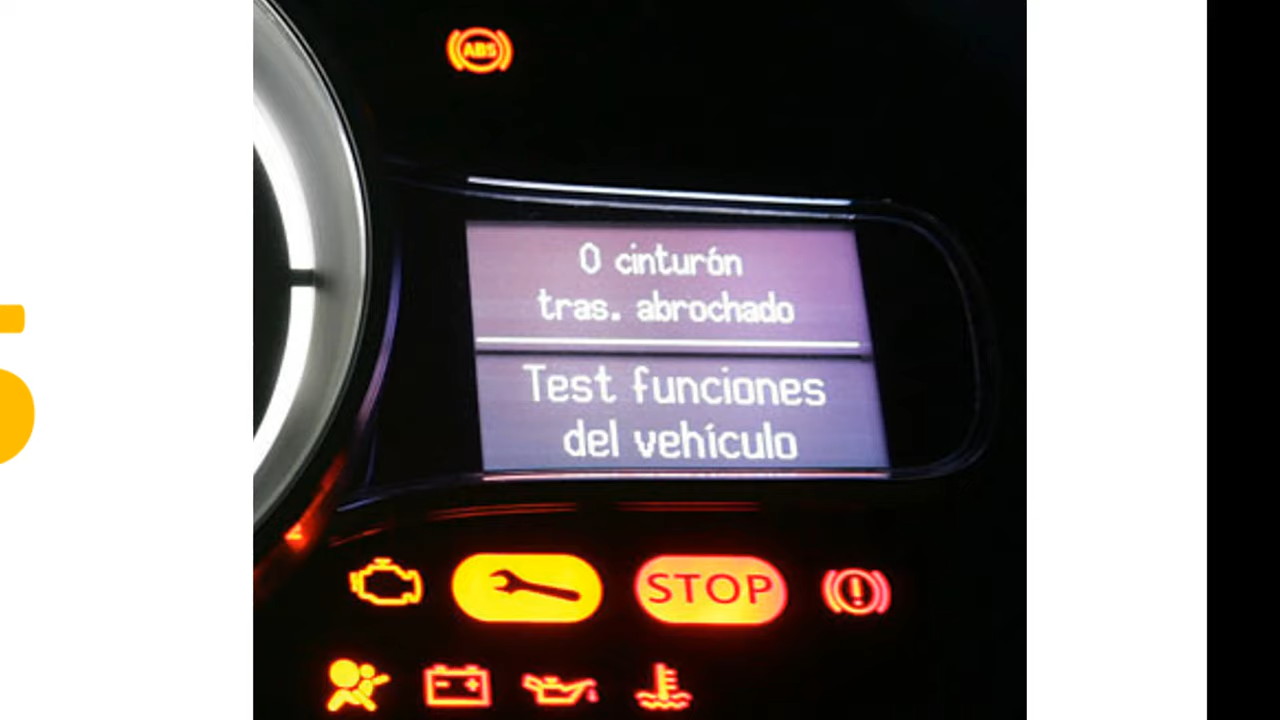 ABS
0 cinturón
tras. abrochado
Test funciones
del vehículo
STOP